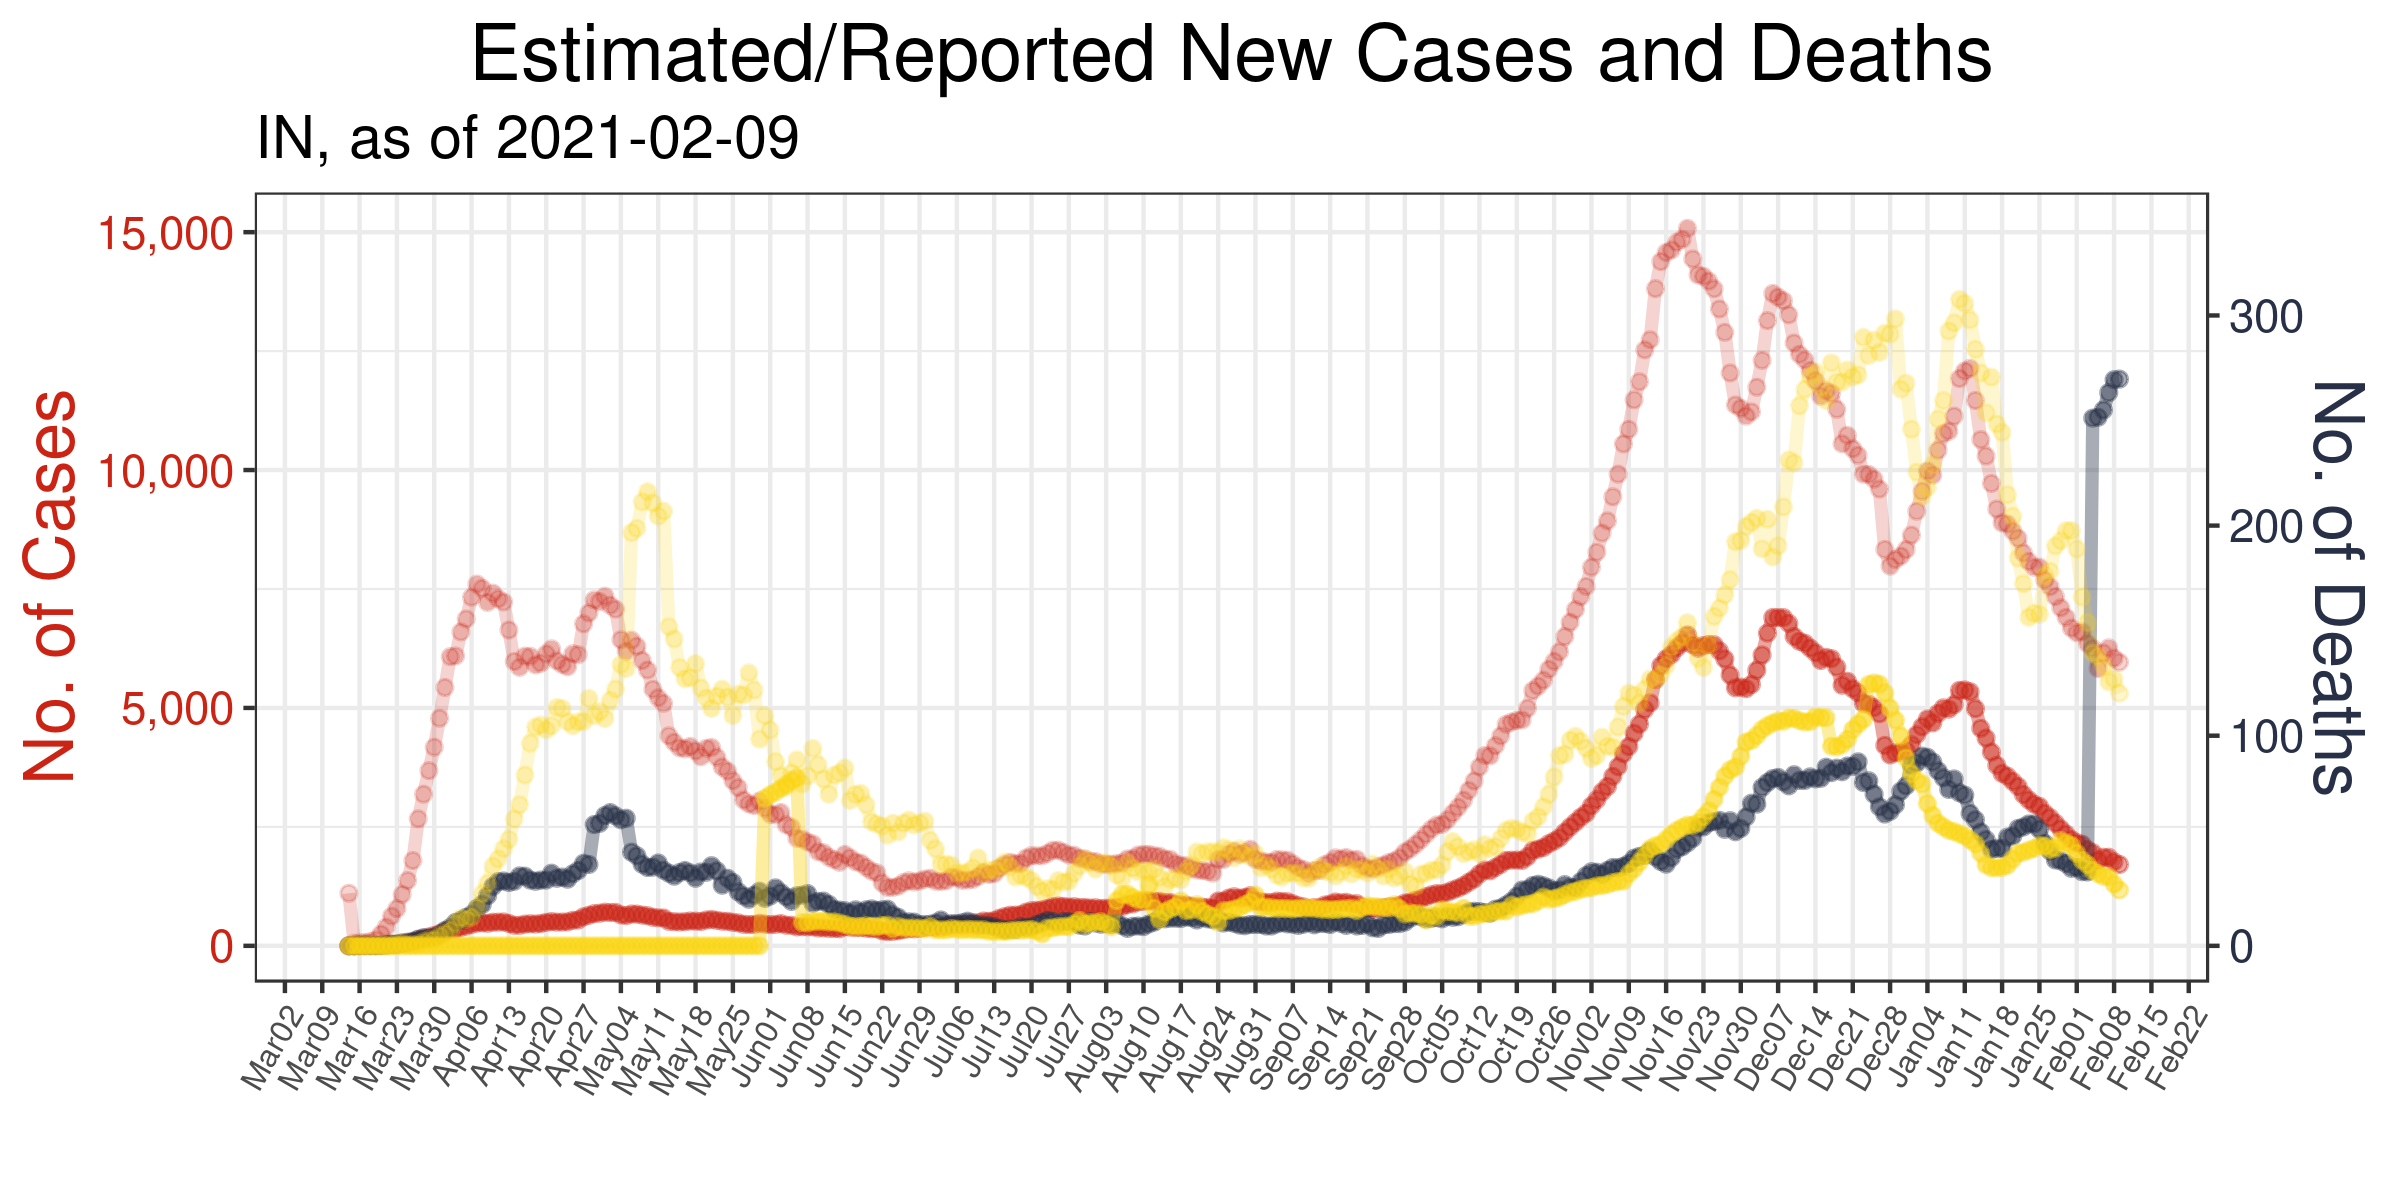 Estimated/Reported New Cases and Deaths
IN, as of 2021-02-09
No. of Cases
15,000
10,000
5,000
0
300
200
100
0
No. of Deaths
Mar02
Mar09
Mar16
Mar23
Mar30
Apr06
Apr13
Apr20
Apr27
May04
May11
May18
May25
Jun01
Jun08
Jun15
Jun22
Jun29
Jul06
Jul13
Jul20
Jul27
Aug03
Aug10
Aug17
Aug24
Aug31
Sep07
Sep14
Sep21
Sep28
Oct05
Oct12
Oct19
Oct26
Nov02
Nov09
Nov16
Nov23
Nov30
Dec07
Dec14
Dec21
Dec28
Jan04
Jan11
Jan18
Jan25
Feb01
Feb08
Feb15
Feb22